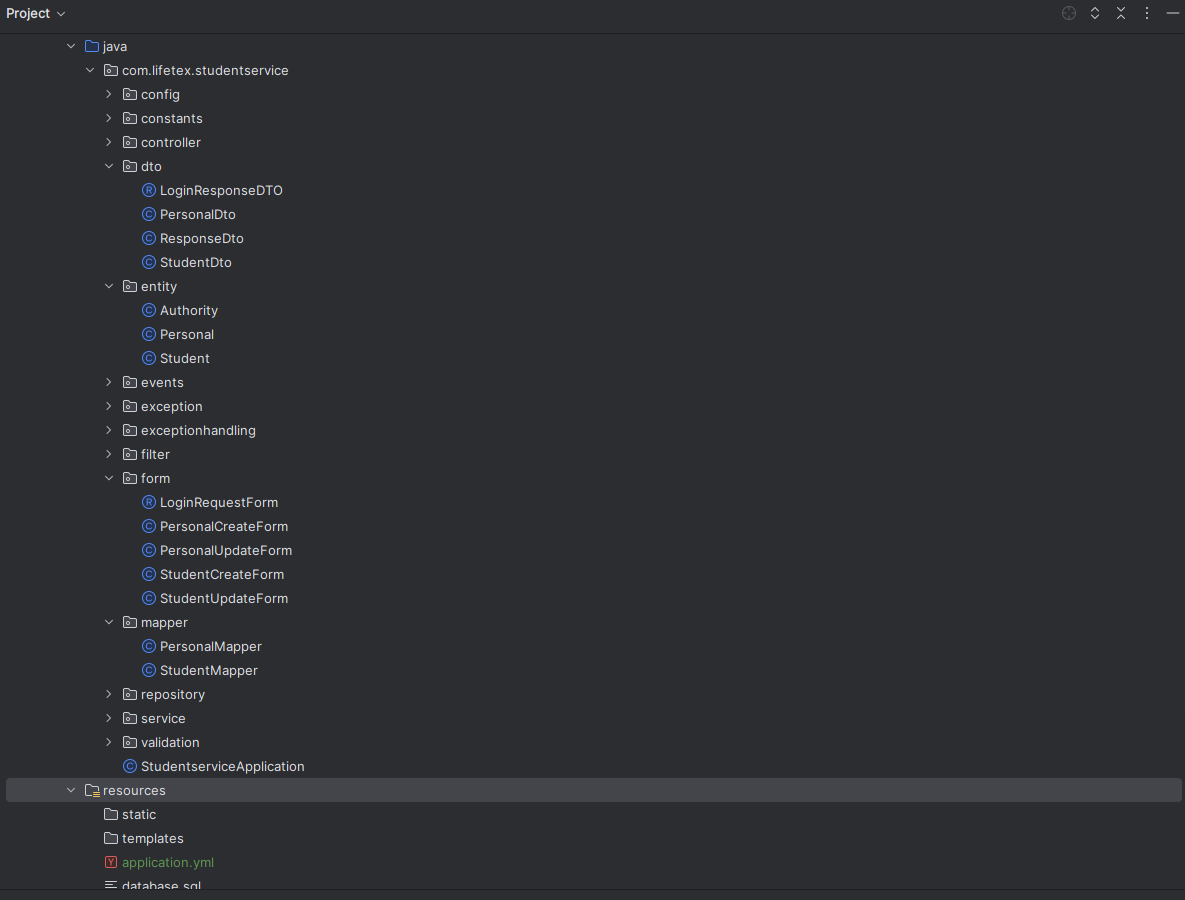 Project
java
com.lifetex.studentservice
config
constants
controller
dto
R LoginResponseDTO
C PersonalDto
C ResponseDto
C StudentDto
entity
C Authority
C Personal
C Student
events
exception
exceptionhandling
filter
form
R LoginRequestForm
C PersonalCreateForm
C PersonalUpdateForm
C StudentCreateForm
C StudentUpdateForm
mapper
C PersonalMapper
C StudentMapper
repository
service
validation
C StudentserviceApplication
resources
static
templates
Y application.yml
database.sql